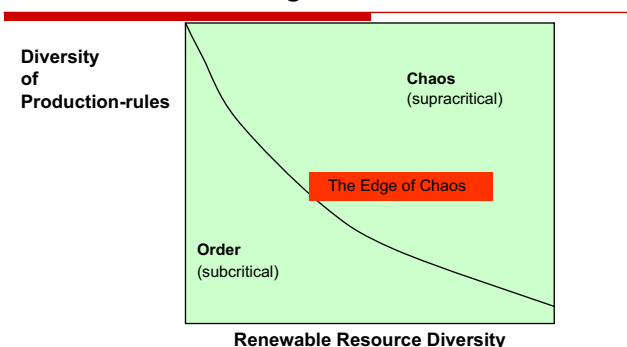 Diversity
of
Production-rules
Chaos
(supracritical)
The Edge of Chaos
Order
(subcritical)
Renewable Resource Diversity